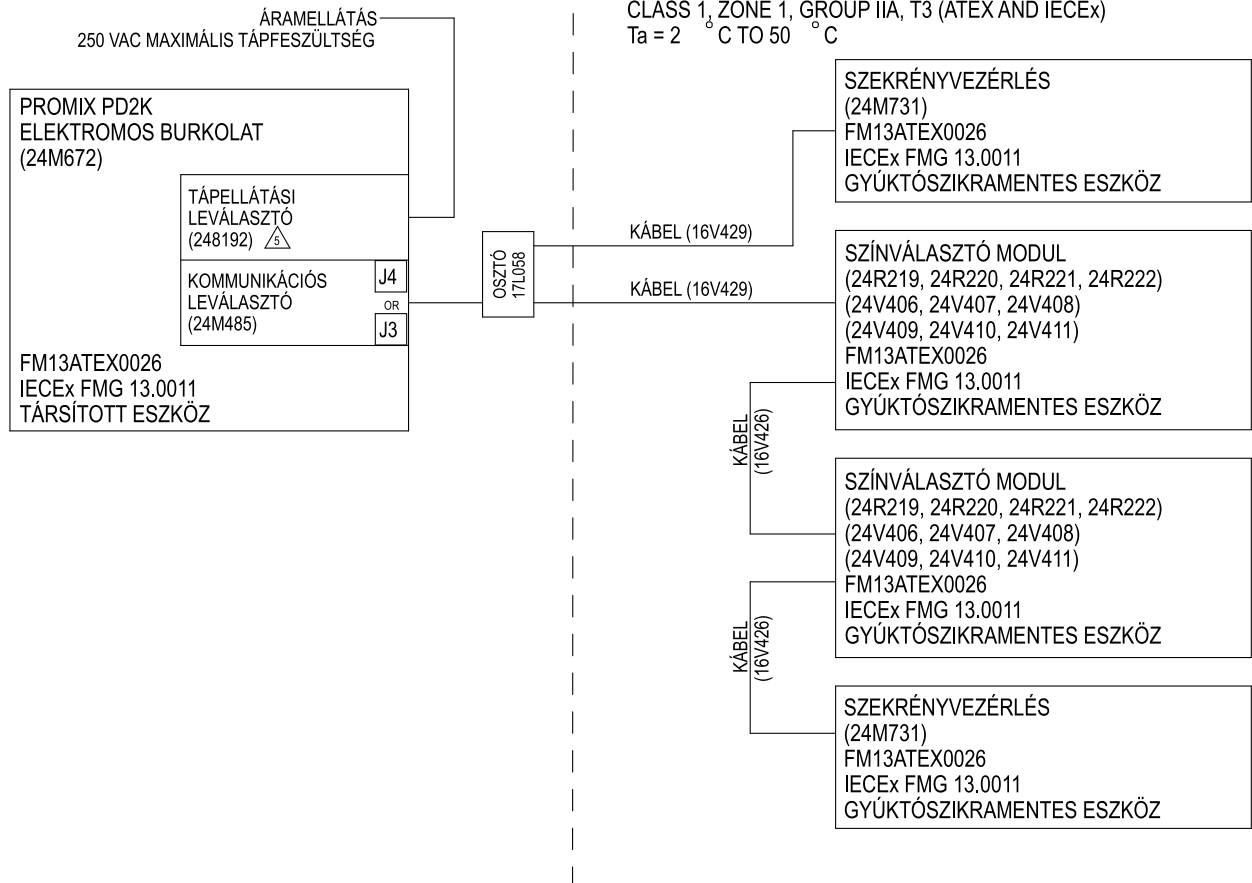 ÁRAMELLÁTÁS
250 VAC MAXIMÁLIS TÁPFESZÜLTSÉG
PROMIX PD2K
ELEKTROMOS BURKOLAT
(24M672)
TÁPELLÁTÁSI
LEVÁLASZTÓ
(248192) 5
KOMMUNIKÁCIÓS
LEVÁLASZTÓ
(24M485)
J4
OR
J3
FM13ATEX0026
IECEx FMG 13.0011
TÁRSÍTOTT ESZKÖZ
OSZTÓ
17L058
CLASS 1, ZONE 1, GROUP IIA, T3 (ATEX AND IECEx)
Ta = 2 °C TO 50 °C
KÁBEL (16V429)
KÁBEL (16V429)
SZEKRÉNYVEZÉRLÉS
(24M731)
FM13ATEX0026
IECEx FMG 13.0011
GYÚKTÓSZIKRAMENTES ESZKÖZ
SZÍNVÁLASZTÓ MODUL
(24R219, 24R220, 24R221, 24R222)
(24V406, 24V407, 24V408)
(24V409, 24V410, 24V411)
FM13ATEX0026
IECEx FMG 13.0011
GYÚKTÓSZIKRAMENTES ESZKÖZ
KÁBEL
(16V426)
SZÍNVÁLASZTÓ MODUL
(24R219, 24R220, 24R221, 24R222)
(24V406, 24V407, 24V408)
(24V409, 24V410, 24V411)
FM13ATEX0026
IECEx FMG 13.0011
GYÚKTÓSZIKRAMENTES ESZKÖZ
KÁBEL
(16V426)
SZEKRÉNYVEZÉRLÉS
(24M731)
FM13ATEX0026
IECEx FMG 13.0011
GYÚKTÓSZIKRAMENTES ESZKÖZ